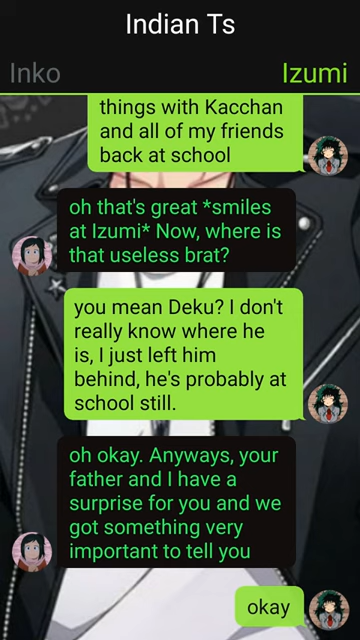 Indian Ts
Inko Izumi
things with Kacchan
and all of my friends
back at school
oh that's great *smiles
at Izumi* Now, where is
that useless brat?
you mean Deku? I don't
really know where he
is, I just left him
behind, he's probably at
school still.
oh okay. Anyways, your
father and I have a
surprise for you and we
got something very
important to tell you
okay